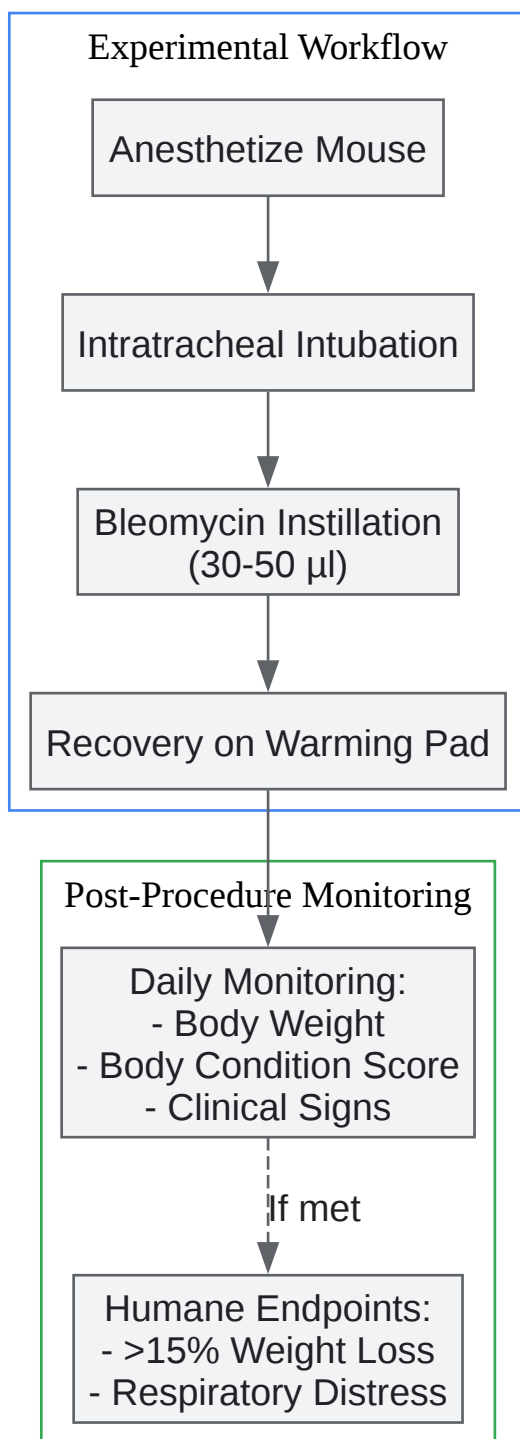 Experimental Workflow
Anesthetize Mouse
Intratracheal Intubation
Bleomycin Instillation
(30-50 µl)
Recovery on Warming Pad
Post-Procedure Monitoring
Daily Monitoring:
- Body Weight
- Body Condition Score
- Clinical Signs
If met
Humane Endpoints:
- >15% Weight Loss
- Respiratory Distress